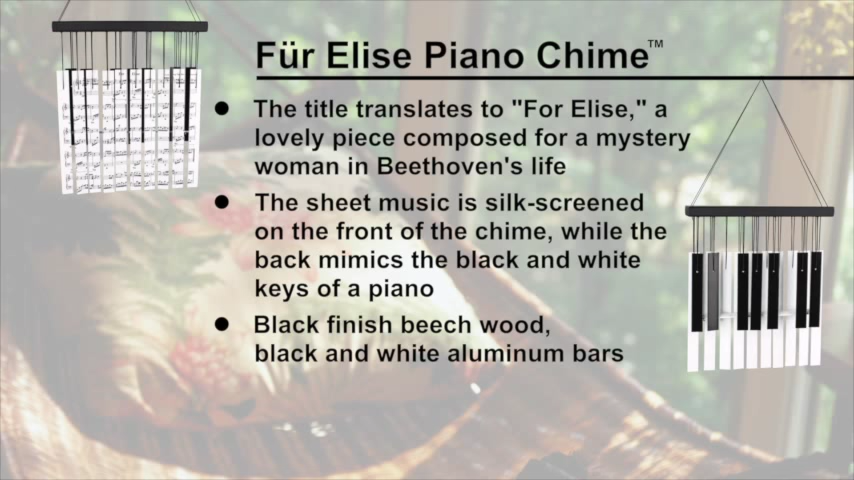 Für Elise Piano Chime™
● The title translates to "For Elise," a
lovely piece composed for a mystery
woman in Beethoven's life
● The sheet music is silk-screened
on the front of the chime, while the
back mimics the black and white
keys of a piano
● Black finish beech wood,
black and white aluminum bars